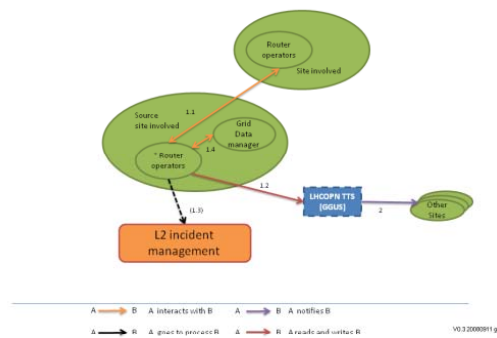 Router
operators
Site involved
1.1
Source
site involved
Grid
Data
manager
1.4
* Router
operators
1.2
LHCOPN TTS
(GGUS)
2
Other
Sites
(1.3)
L2 incident
management
A B A interacts with B A B A notifies B
A B A goes to process B A B A reads and writes B
V0.3.20080911.g